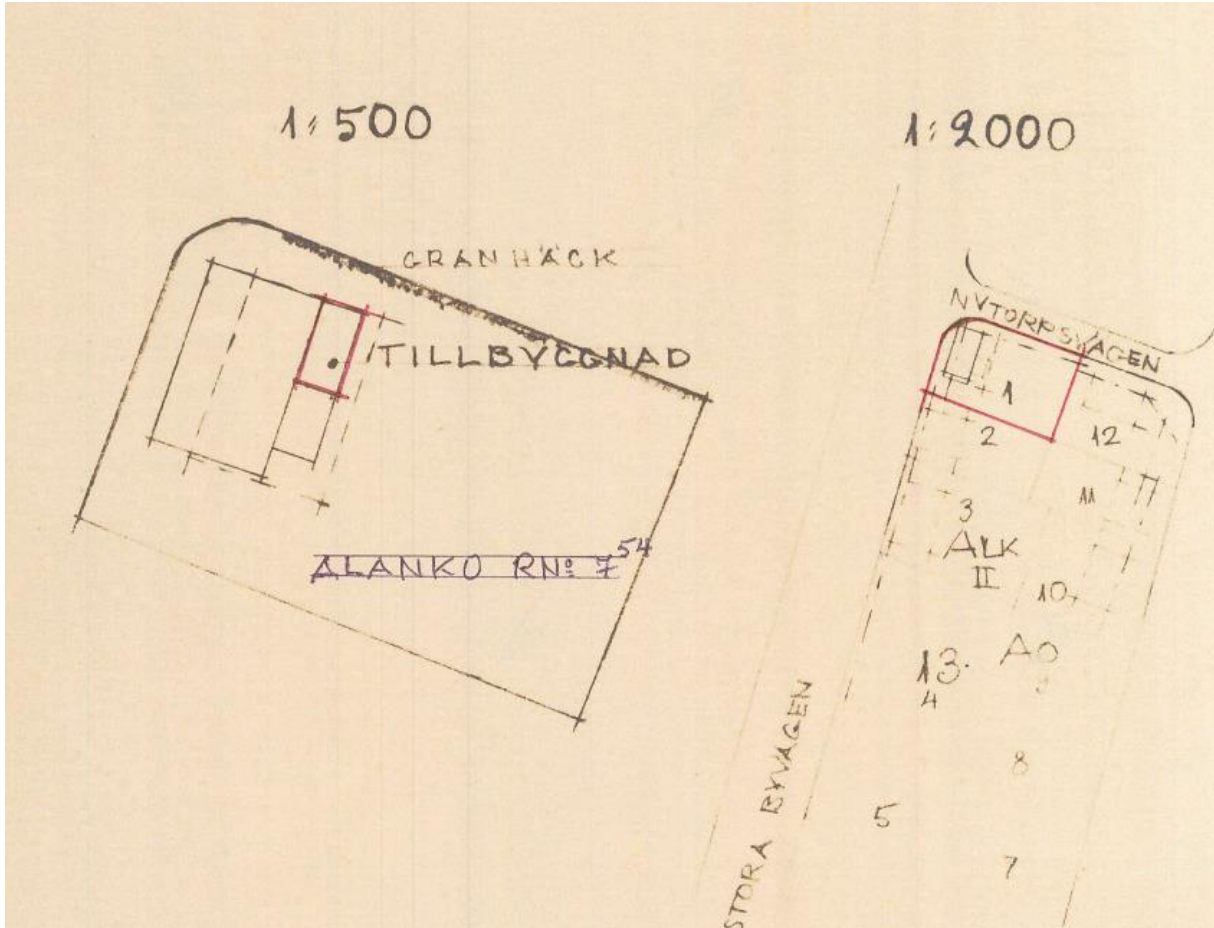 1:500
GRANHÄCK
TILLBYGGNAD
ALANKO RNº 7⁵⁴
1:2000
NYTORPSVÄGEN
1
2
12
3
11
ALK
II
10
13.
AO
4
8
5
7
STORA BYVÄGEN